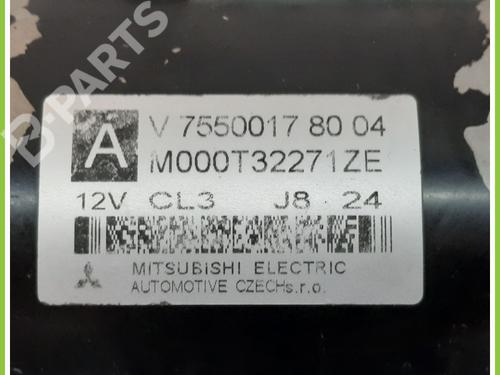 B-PARTS
A
V 7550017 80 04
M000T32271ZE
12V CL3 J8 24
MITSUBISHI ELECTRIC
AUTOMOTIVE CZECHs.r.o.